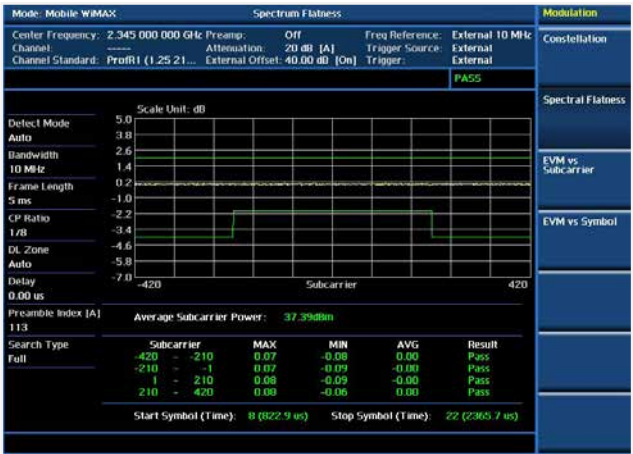 Mode: Mobile WiMAX Spectrum Flatness Modulation
Center Frequency: 2.345 000 000 GHz Preamp: Off Freq Reference: External 10 MHz
Channel: ----- Attenuation: 20 dB [A] Trigger Source: External
Channel Standard: ProfR1 (1.25 21... External Offset: 40.00 dB [On] Trigger: External
PASS
Constellation
Spectral Flatness
EVM vs
Subcarrier
EVM vs Symbol
Detect Mode
Auto
Bandwidth
10 MHz
Frame Length
5 ms
CP Ratio
1/8
DL Zone
Auto
Delay
0.00 us
Preamble Index [A]
113
Search Type
Full
Scale Unit: dB
5.0
3.8
2.6
1.4
0.2
-1.0
-2.2
-3.4
-4.6
-5.8
-7.0
-420 Subcarrier 420
Average Subcarrier Power: 37.39dBm
Subcarrier MAX MIN AVG Result
-420 - -210 0.07 -0.08 0.00 Pass
-210 - -1 0.07 -0.09 -0.00 Pass
1 - 210 0.08 -0.09 -0.00 Pass
210 - 420 0.08 -0.06 0.00 Pass
Start Symbol (Time): 8 (822.9 us) Stop Symbol (Time): 22 (2365.7 us)